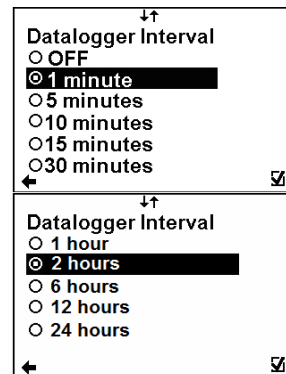 Datalogger Interval
OFF
1 minute
5 minutes
10 minutes
15 minutes
30 minutes
Datalogger Interval
1 hour
2 hours
6 hours
12 hours
24 hours